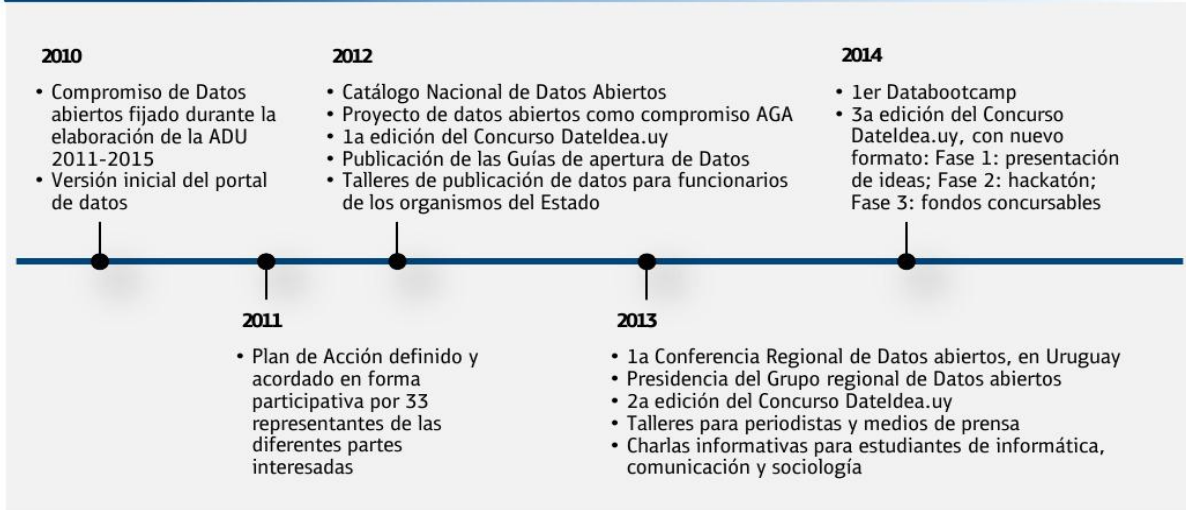 2010
• Compromiso de Datos
abiertos fijado durante la
elaboración de la ADU
2011-2015
• Versión inicial del portal
de datos
2012
• Catálogo Nacional de Datos Abiertos
• Proyecto de datos abiertos como compromiso AGA
• 1a edición del Concurso DateIdea.uy
• Publicación de las Guías de apertura de Datos
• Talleres de publicación de datos para funcionarios
de los organismos del Estado
2014
• 1er Databootcamp
• 3a edición del Concurso
DateIdea.uy, con nuevo
formato: Fase 1: presentación
de ideas; Fase 2: hackatón;
Fase 3: fondos concursables
2011
• Plan de Acción definido y
acordado en forma
participativa por 33
representantes de las
diferentes partes
interesadas
2013
• 1a Conferencia Regional de Datos abiertos, en Uruguay
• Presidencia del Grupo regional de Datos abiertos
• 2a edición del Concurso DateIdea.uy
• Talleres para periodistas y medios de prensa
• Charlas informativas para estudiantes de informática,
comunicación y sociología